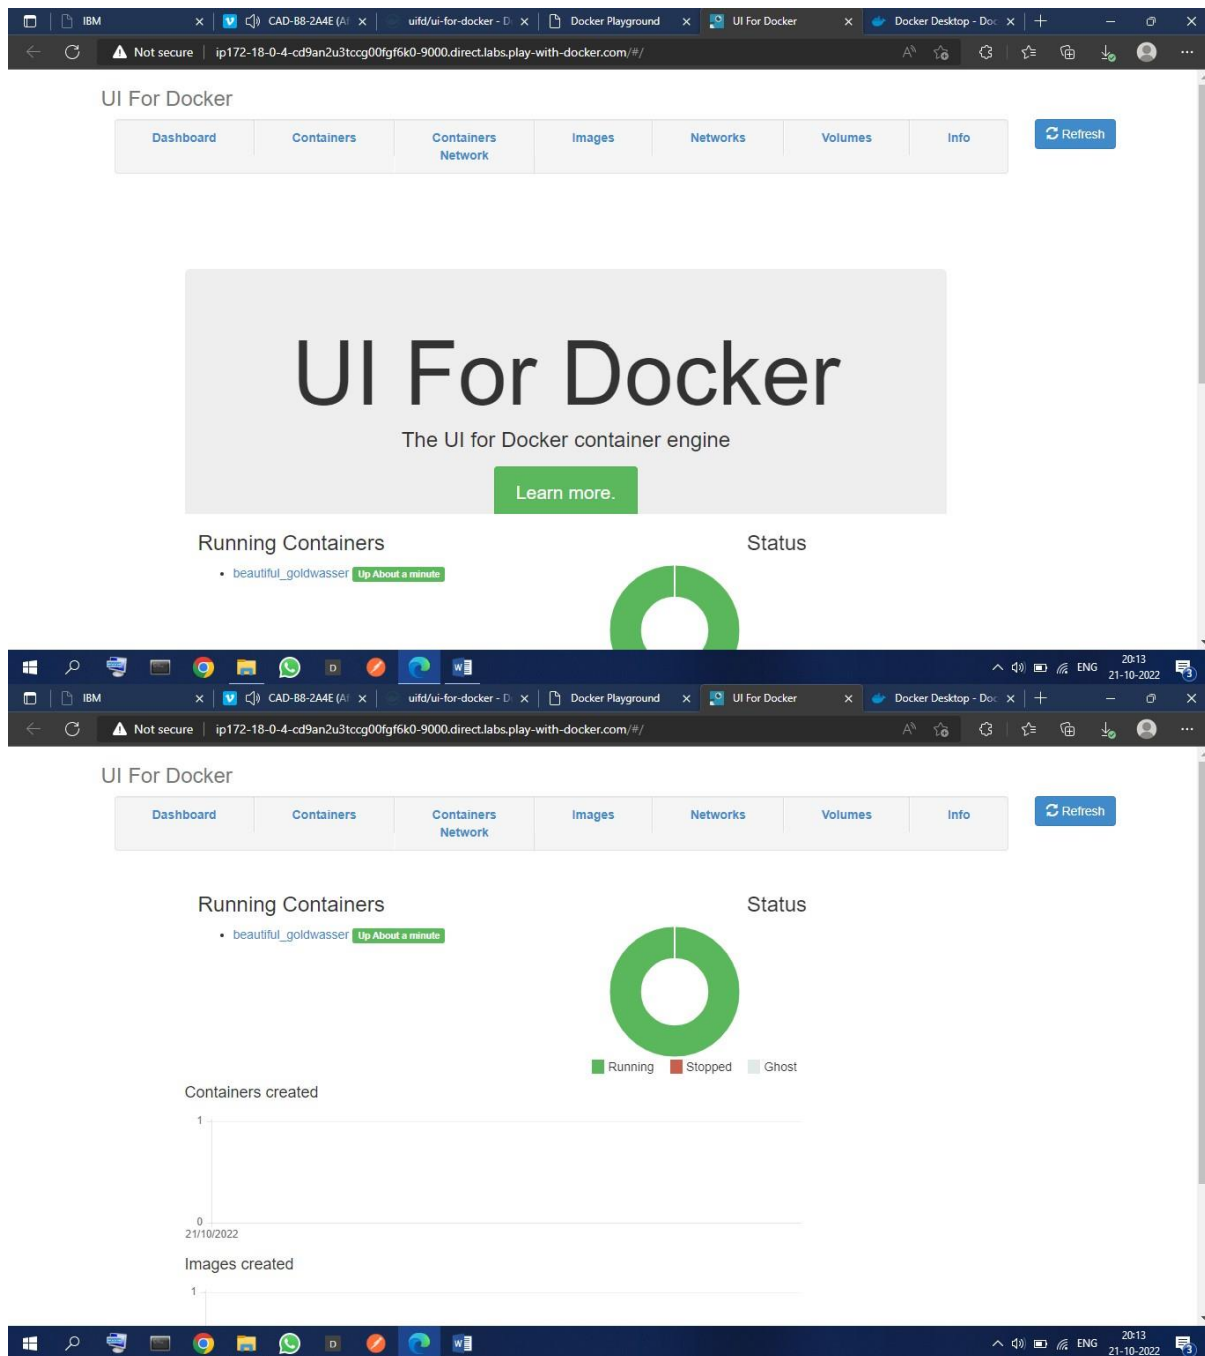 IBM
CAD-BB-2A4E (Af
uifd/ui-for-docker - D
Docker Playground
UI For Docker
Docker Desktop - Doc
Not secure ip172-18-0-4-cd9an2u3tccg00fgf6k0-9000.direct.labs.play-with-docker.com/#/
UI For Docker
Dashboard
Containers
Containers Network
Images
Networks
Volumes
Info
Refresh
UI For Docker
The UI for Docker container engine
Learn more.
Running Containers
Status
beautiful_goldwasser Up About a minute
D
ENG
20:13
21-10-2022
3
IBM
CAD-BB-2A4E (Af
uifd/ui-for-docker - D
Docker Playground
UI For Docker
Docker Desktop - Doc
Not secure ip172-18-0-4-cd9an2u3tccg00fgf6k0-9000.direct.labs.play-with-docker.com/#/
UI For Docker
Dashboard
Containers
Containers Network
Images
Networks
Volumes
Info
Refresh
Running Containers
Status
beautiful_goldwasser Up About a minute
Running
Stopped
Ghost
Containers created
1
0
21/10/2022
Images created
1
D
ENG
20:13
21-10-2022
3